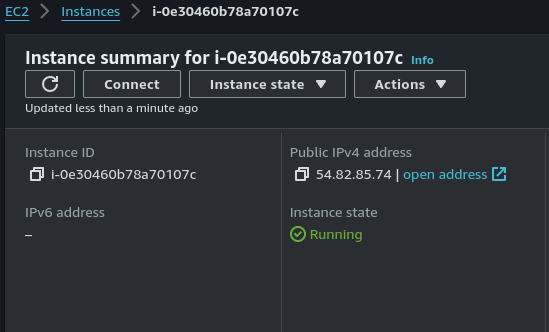 EC2 > Instances > i-0e30460b78a70107c
Instance summary for i-0e30460b78a70107c Info
Connect Instance state Actions
Updated less than a minute ago
Instance ID
i-0e30460b78a70107c
Public IPv4 address
54.82.85.74 | open address
IPv6 address
–
Instance state
Running